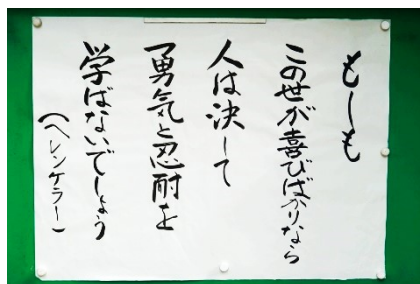 もしも
この世が喜びばかりなら
人は決して
勇気と忍耐を
学ばないでしょう
(ヘレンケラー)